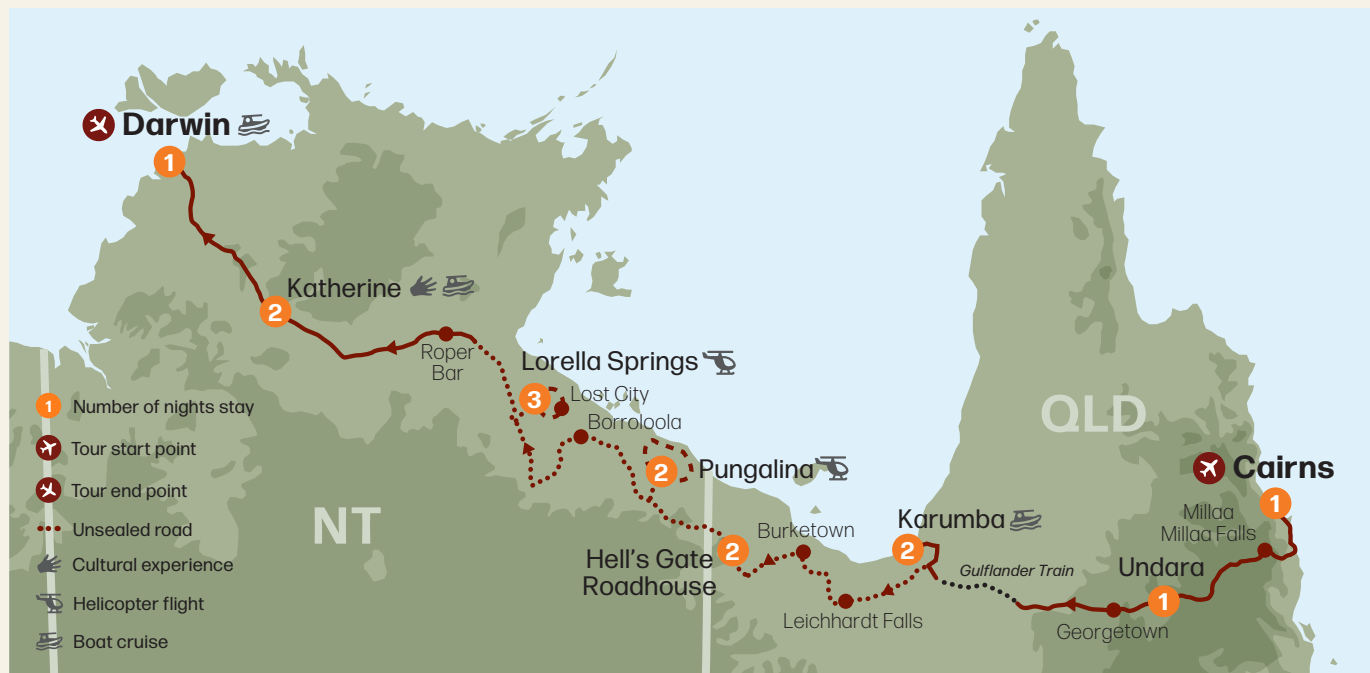 Darwin
1
Katherine
2
Roper
Bar
Lorella Springs
3
Lost City
Borroloola
2
Pungalina
QLD
Cairns
1
Millaa
Millaa Falls
Karumba
2
Burketown
Hell's Gate
Roadhouse
2
Gulflander Train
Undara
1
Leichhardt Falls
Georgetown
NT
1 Number of nights stay
Tour start point
Tour end point
Unsealed road
Cultural experience
Helicopter flight
Boat cruise